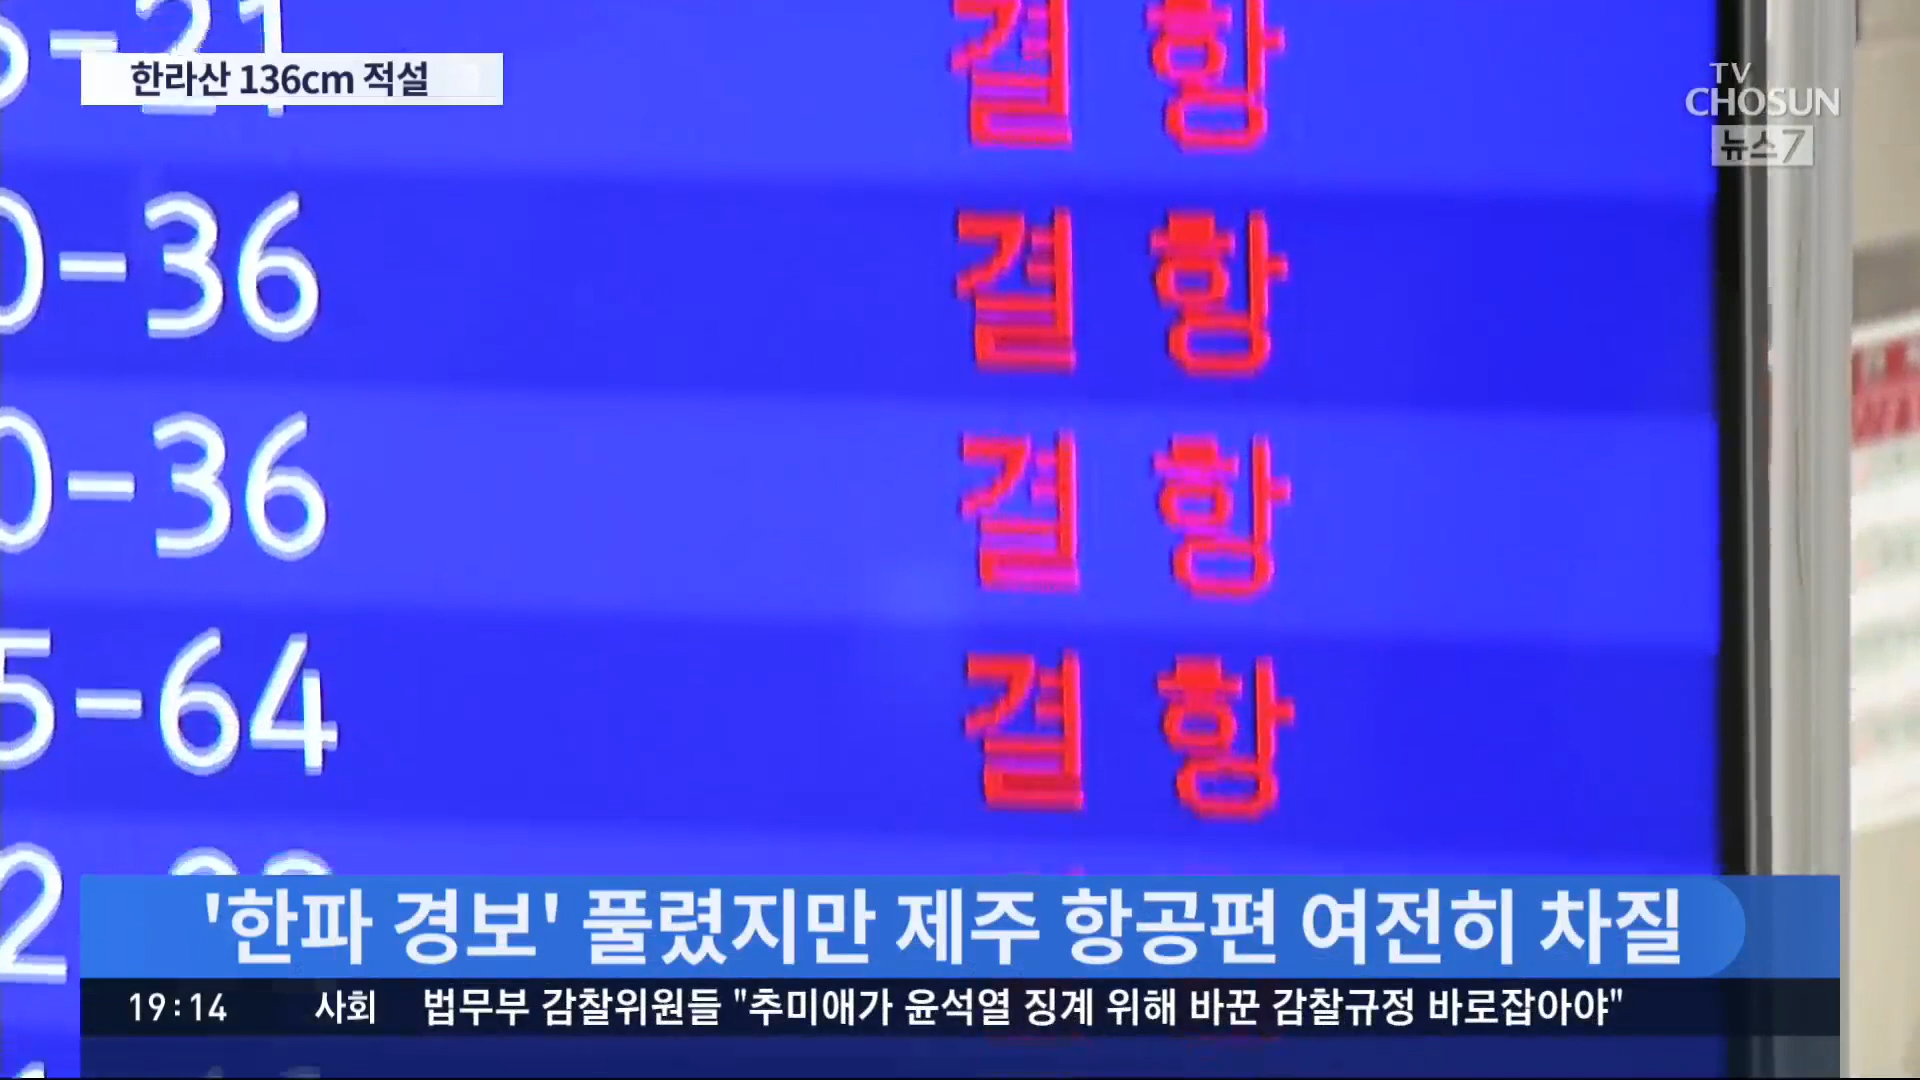 -21 결항
한라산 136cm 적설
TV
CHOSUN
뉴스7
0-36 결항
0-36 결항
5-64 결항
'한파 경보' 풀렸지만 제주 항공편 여전히 차질
19:14 사회 법무부 감찰위원들 "추미애가 윤석열 징계 위해 바꾼 감찰규정 바로잡아야"